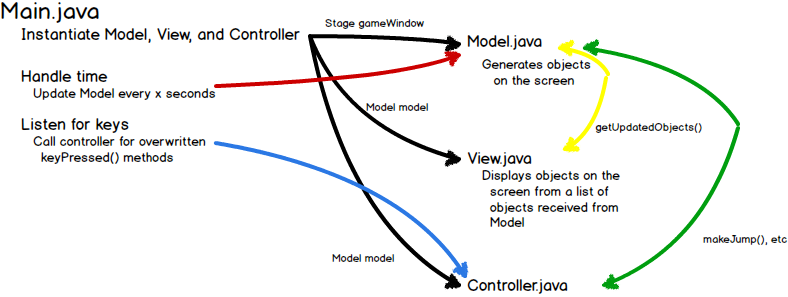 Main.java
Instantiate Model, View, and Controller
Stage gameWindow
Model.java
Generates objects
on the screen
Handle time
Update Model every x seconds
Model model
Listen for keys
Call controller for overwritten
keyPressed() methods
getUpdatedObjects()
View.java
Displays objects on the
screen from a list of
objects received from
Model
makeJump(), etc
Model model
Controller.java